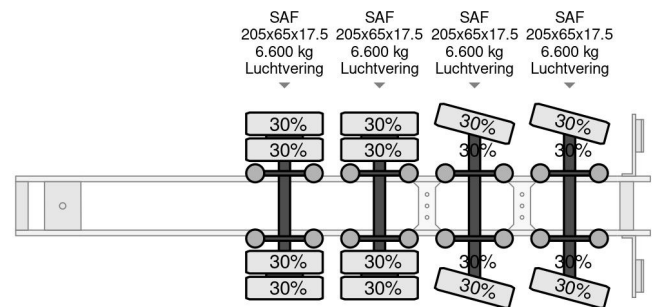 SAF SAF SAF SAF
205x65x17.5 205x65x17.5 205x65x17.5 205x65x17.5
6.600 kg 6.600 kg 6.600 kg 6.600 kg
Luchtvering Luchtvering Luchtvering Luchtvering
30% 30% 30% 30%
30% 30% 30% 30%
30% 30% 30% 30%
30% 30% 30% 30%